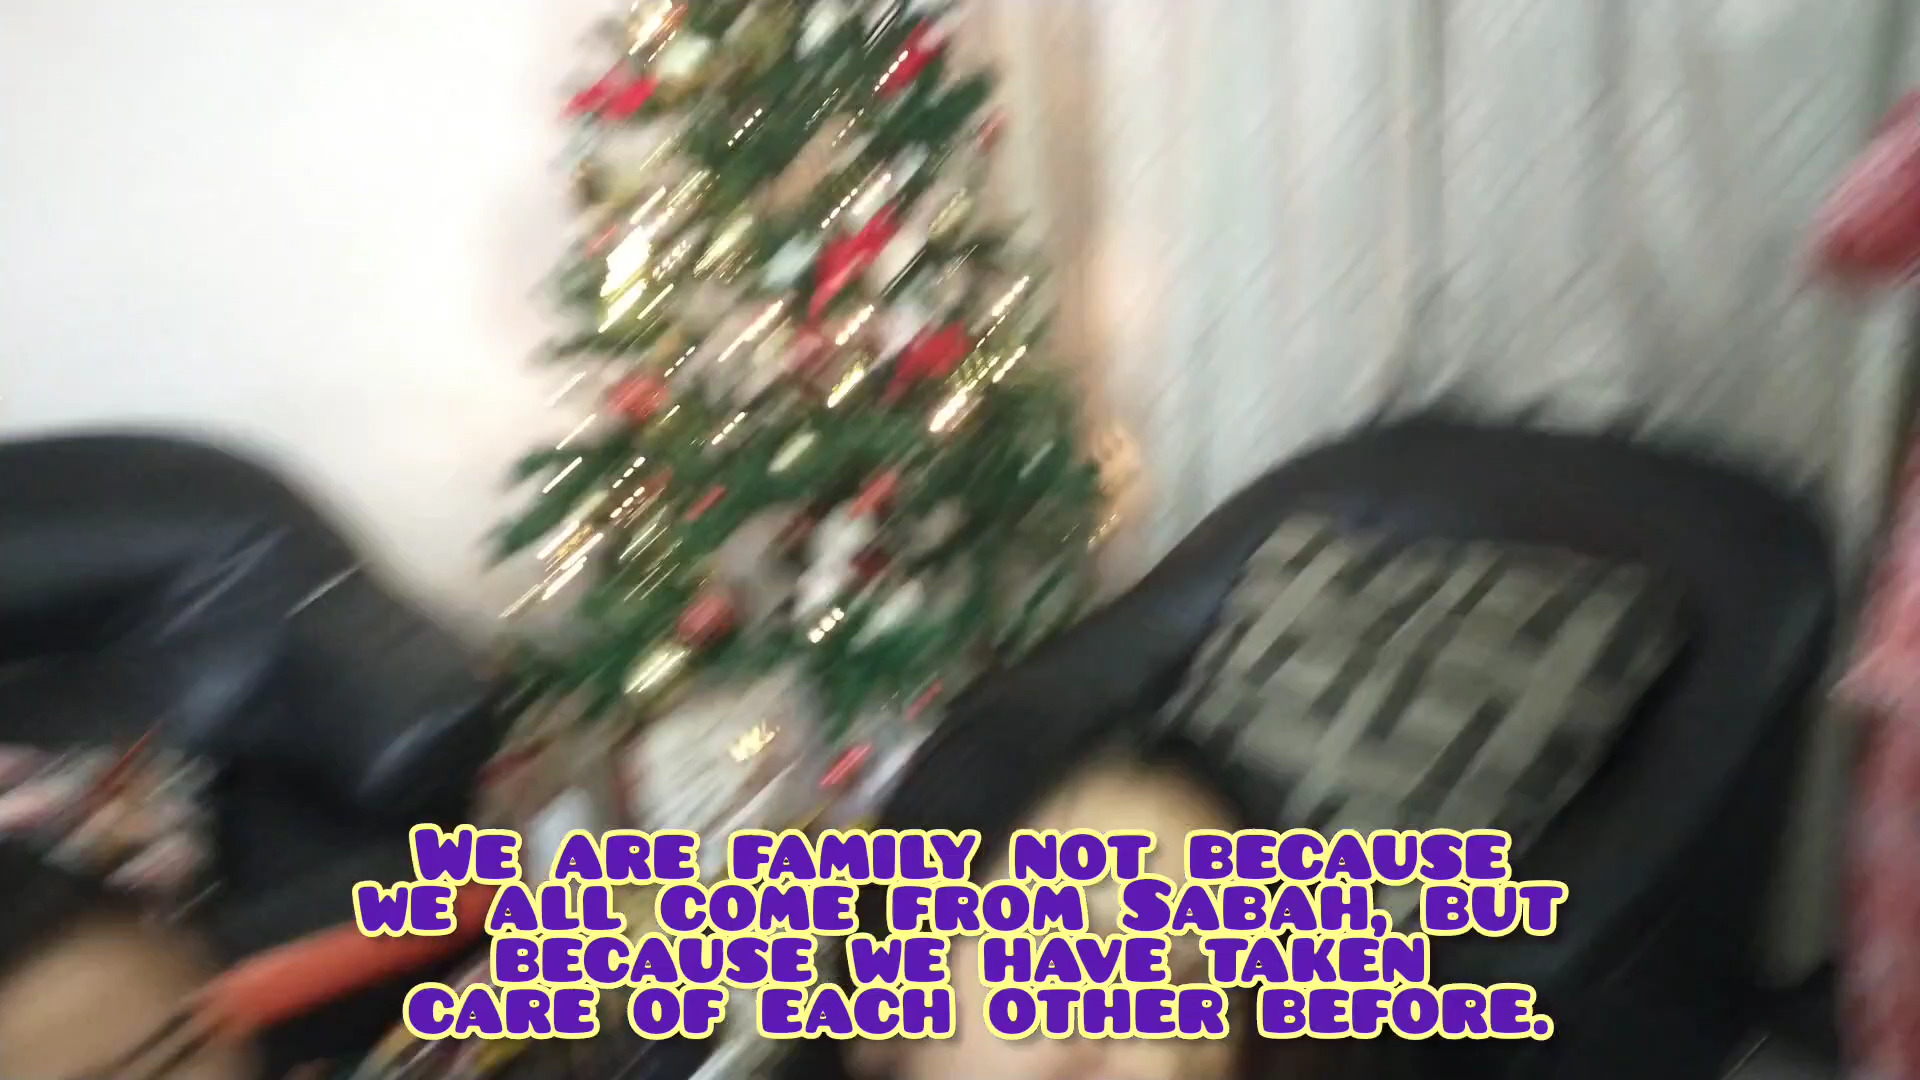 We are family not because
we all come from Sabah, but
because we have taken
care of each other before.